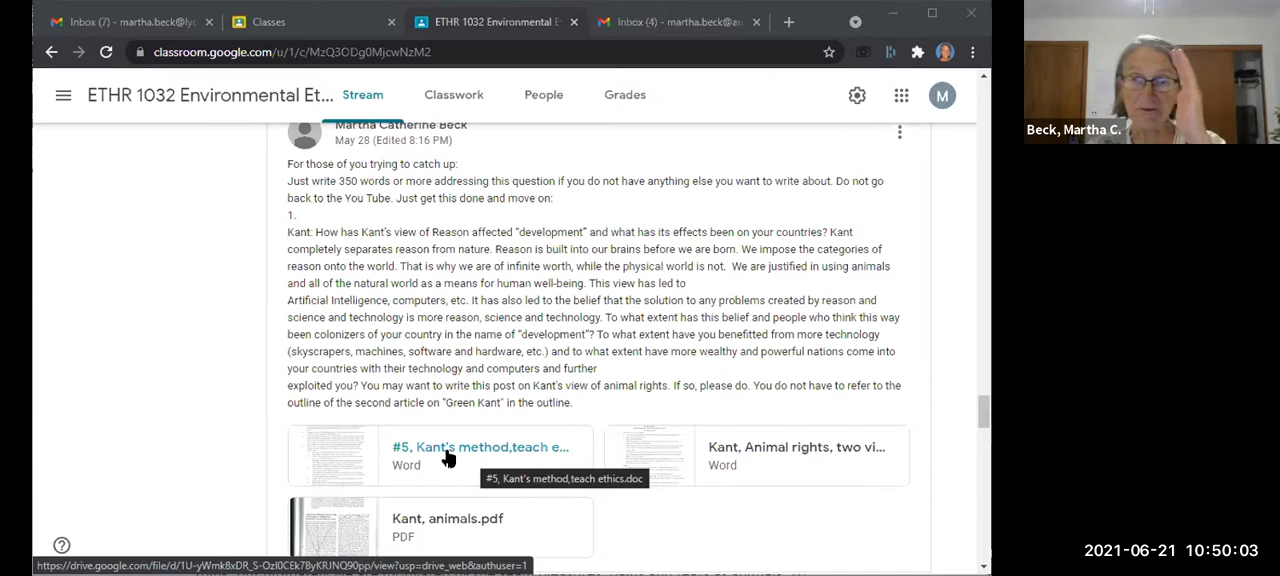 Inbox (7) - martha.beck@lyo
Classes
ETHR 1032 Environmental E
Inbox (4) - martha.beck@au
classroom.google.com/u/1/c/MzQ3ODg0MjcwNzM2
ETHR 1032 Environmental Et...
Stream
Classwork
People
Grades
M
Martha Catherine Beck
May 28 (Edited 8:16 PM)
For those of you trying to catch up:
Just write 350 words or more addressing this question if you do not have anything else you want to write about. Do not go
back to the You Tube. Just get this done and move on:
1.
Kant: How has Kant's view of Reason affected "development" and what has its effects been on your countries? Kant
completely separates reason from nature. Reason is built into our brains before we are born. We impose the categories of
reason onto the world. That is why we are of infinite worth, while the physical world is not. We are justified in using animals
and all of the natural world as a means for human well-being. This view has led to
Artificial Intelligence, computers, etc. It has also led to the belief that the solution to any problems created by reason and
science and technology is more reason, science and technology. To what extent has this belief and people who think this way
been colonizers of your country in the name of "development"? To what extent have you benefitted from more technology
(skyscrapers, machines, software and hardware, etc.) and to what extent have more wealthy and powerful nations come into
your countries with their technology and computers and further
exploited you? You may want to write this post on Kant's view of animal rights. If so, please do. You do not have to refer to the
outline of the second article on "Green Kant" in the outline.
#5, Kant's method,teach e...
Word
Kant, Animal rights, two vi...
Word
#5, Kant's method,teach ethics.doc
Kant, animals.pdf
PDF
Beck, Martha C.
2021-06-21 10:50:03